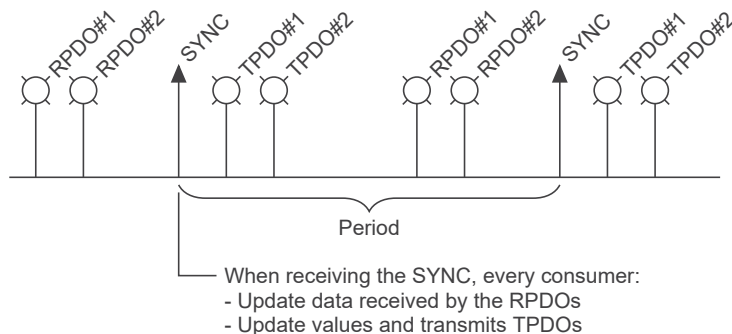 RPDO#1
RPDO#2
SYNC
TPDO#1
TPDO#2
RPDO#1
RPDO#2
SYNC
TPDO#1
TPDO#2
Period
When receiving the SYNC, every consumer:
- Update data received by the RPDOs
- Update values and transmits TPDOs